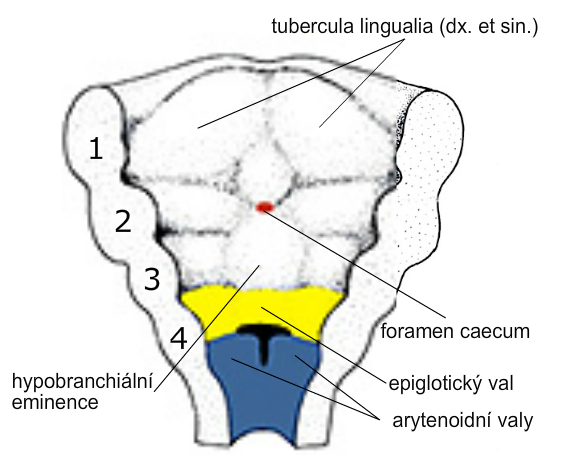 tubercula lingualia (dx. et sin.)
1
2
3
4
foramen caecum
hypobranchiální
eminence
epiglotický val
arytenoidní valy